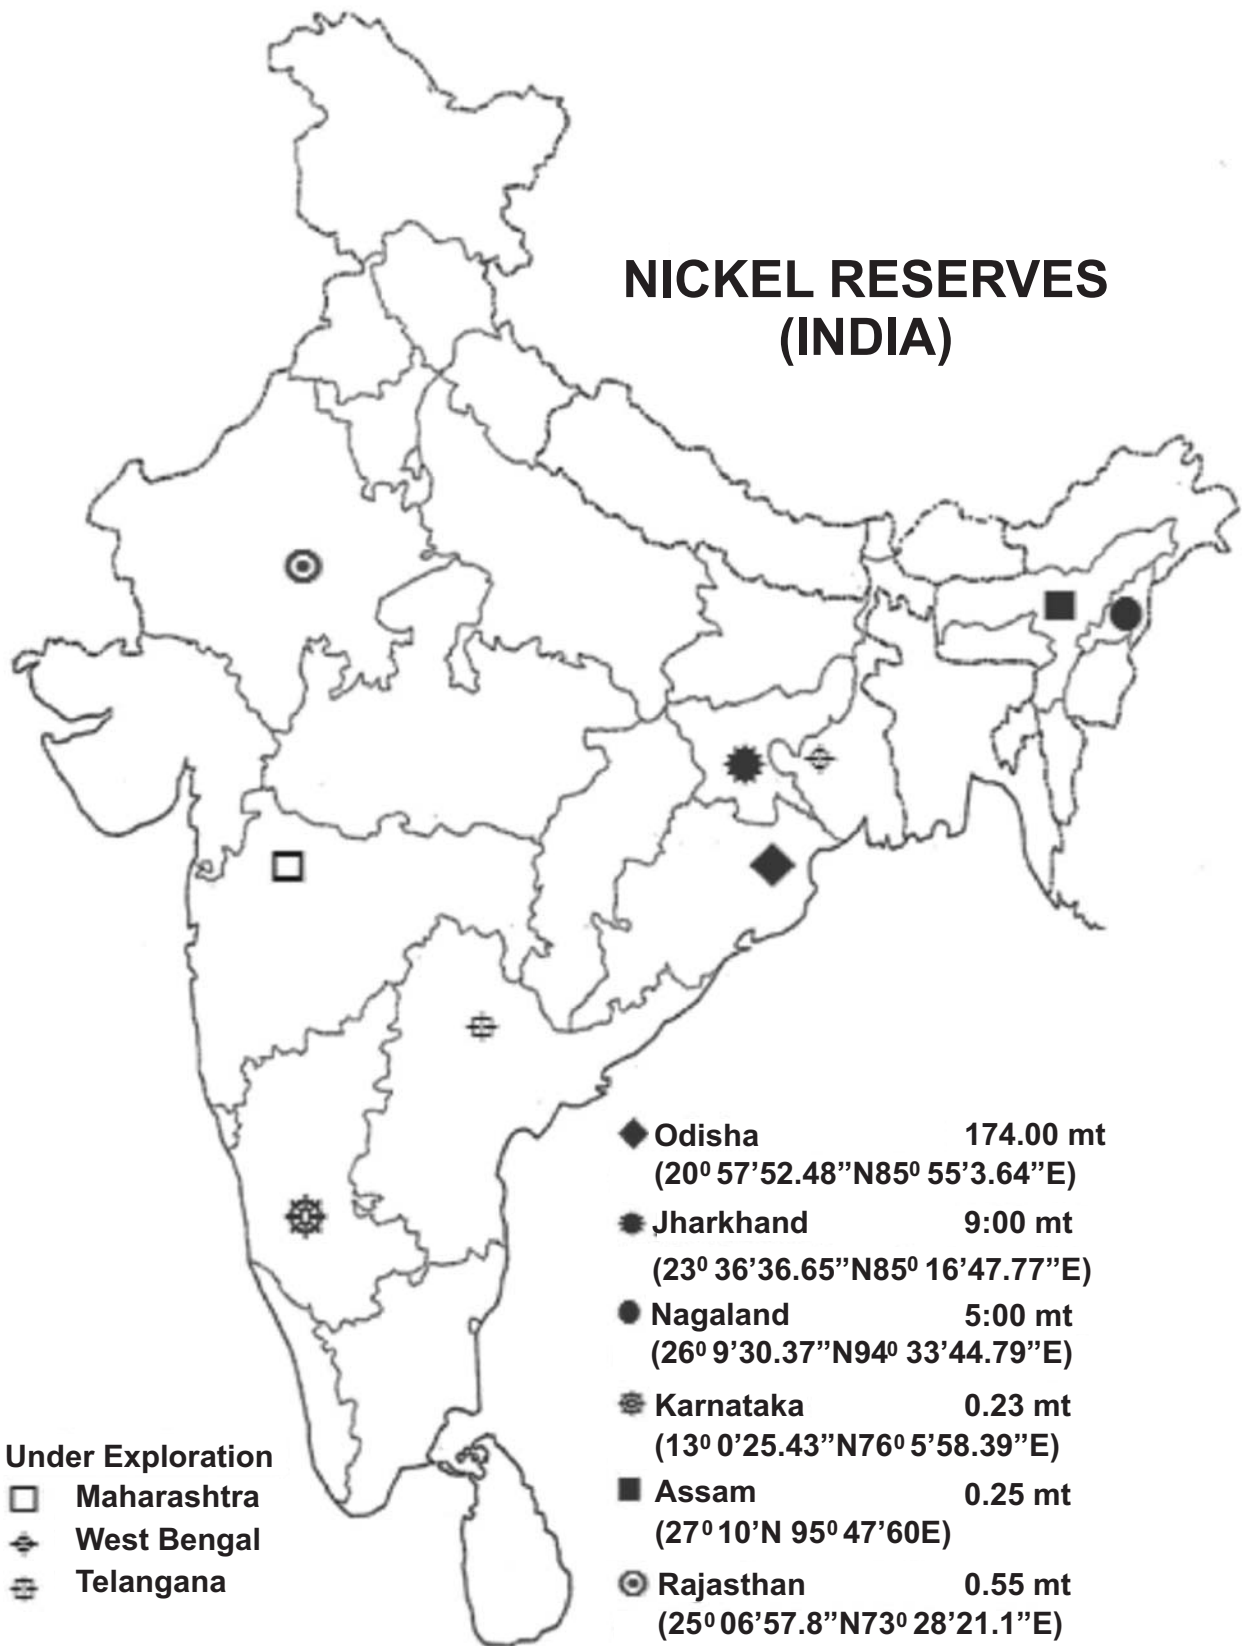 NICKEL RESERVES
(INDIA)
Odisha 174.00 mt
(20⁰ 57’52.48”N85⁰ 55’3.64”E)
Jharkhand 9:00 mt
(23⁰ 36’36.65”N85⁰ 16’47.77”E)
Nagaland 5:00 mt
(26⁰ 9’30.37”N94⁰ 33’44.79”E)
Karnataka 0.23 mt
(13⁰ 0’25.43”N76⁰ 5’58.39”E)
Assam 0.25 mt
(27⁰ 10’N 95⁰ 47’60E)
Rajasthan 0.55 mt
(25⁰ 06’57.8”N73⁰ 28’21.1”E)
Under Exploration
Maharashtra
West Bengal
Telangana